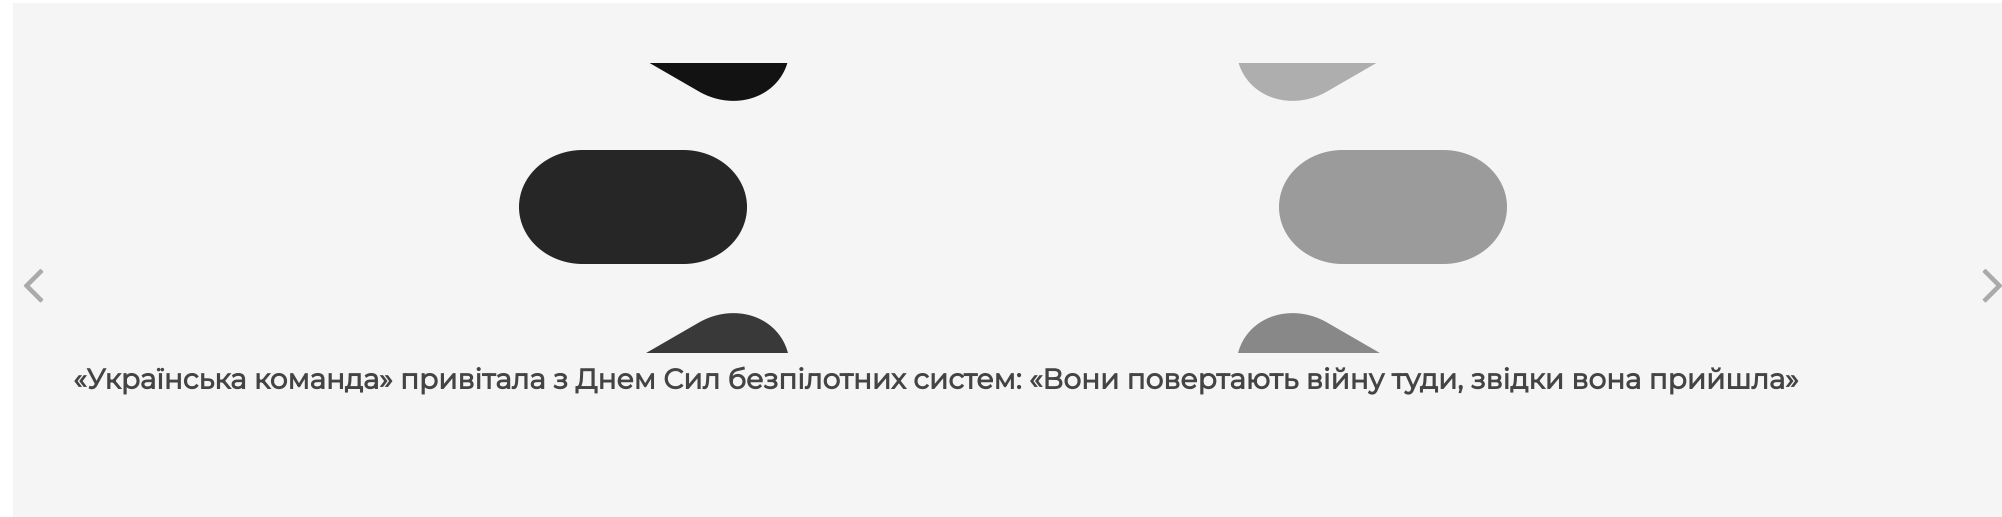 «Українська команда» привітала з Днем Сил безпілотних систем: «Вони повертають війну туди, звідки вона прийшла»